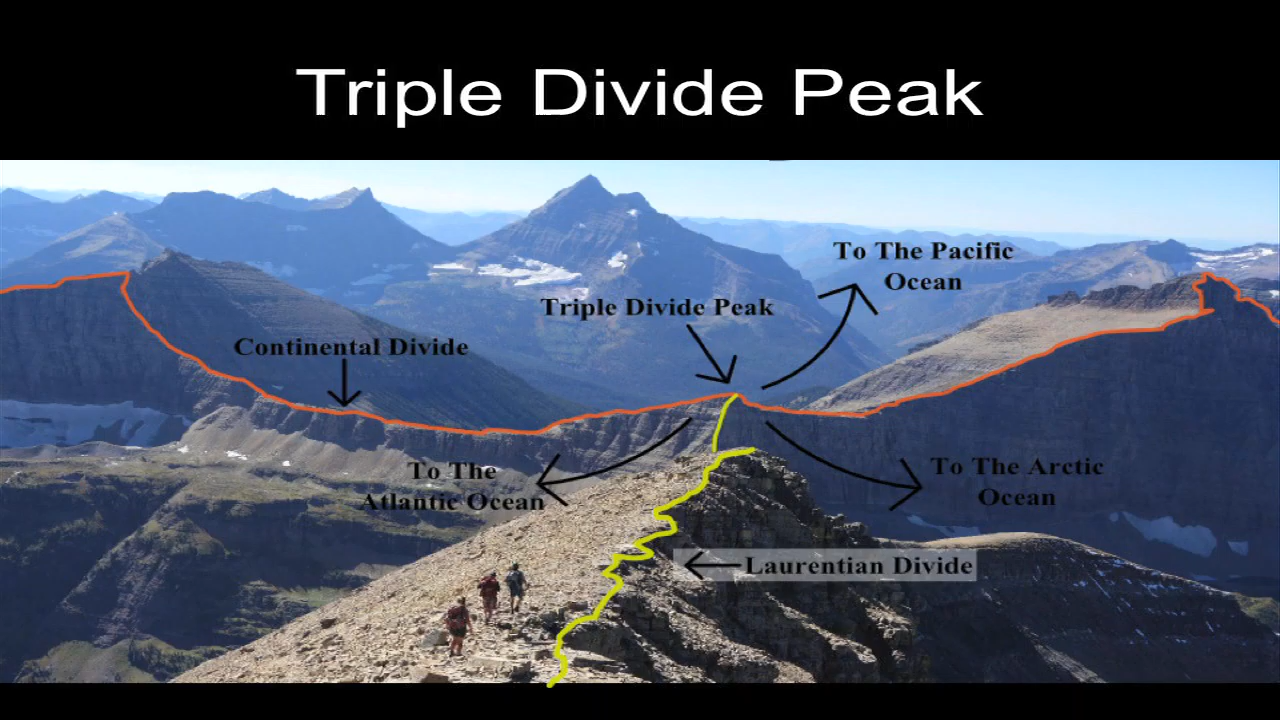 Triple Divide Peak
To The Pacific
Ocean
Triple Divide Peak
Continental Divide
To The
Atlantic Ocean
To The Arctic
Ocean
Laurentian Divide